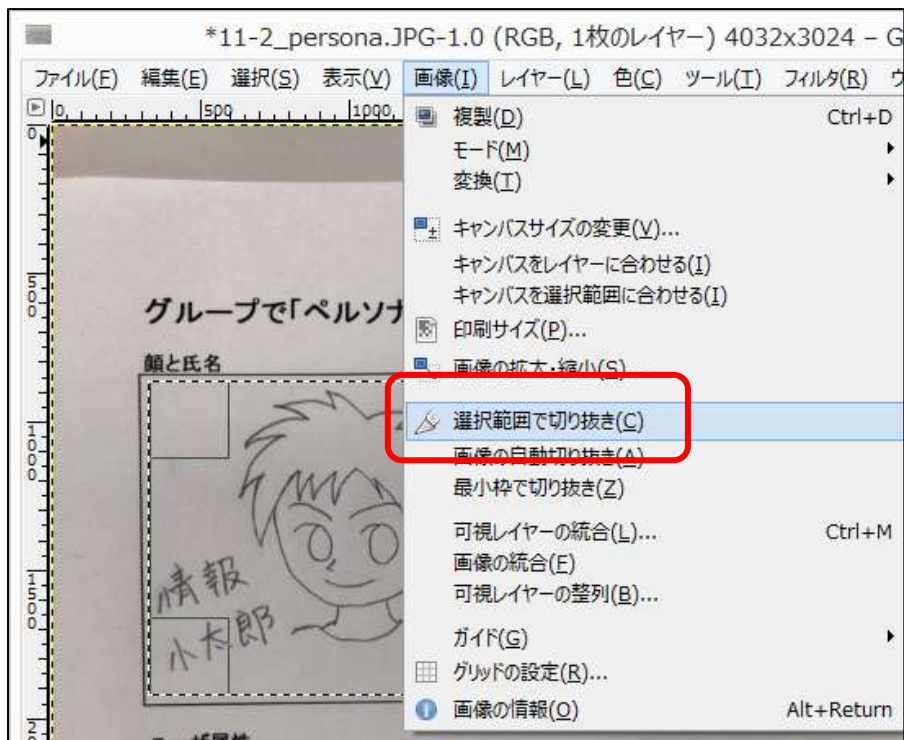 *11-2_persona.JPG-1.0 (RGB, 1枚のレイヤー) 4032x3024 – G
ファイル(F) 編集(E) 選択(S) 表示(V) 画像(I) レイヤー(L) 色(C) ツール(T) フィルタ(R) ウ
0 500 1000
複製(D) Ctrl+D
モード(M)
変換(T)
キャンバスサイズの変更(V)...
キャンバスをレイヤーに合わせる(I)
キャンバスを選択範囲に合わせる(I)
印刷サイズ(P)...
画像の拡大・縮小(S)...
選択範囲で切り抜き(C)
画像の自動切り抜き(A)
最小枠で切り抜き(Z)
可視レイヤーの統合(L)... Ctrl+M
画像の統合(F)
可視レイヤーの整列(B)...
ガイド(G)
グリッドの設定(R)...
画像の情報(O) Alt+Return
0
500
1000
1500
グループで「ペルソナ
顔と氏名
情報
小太郎